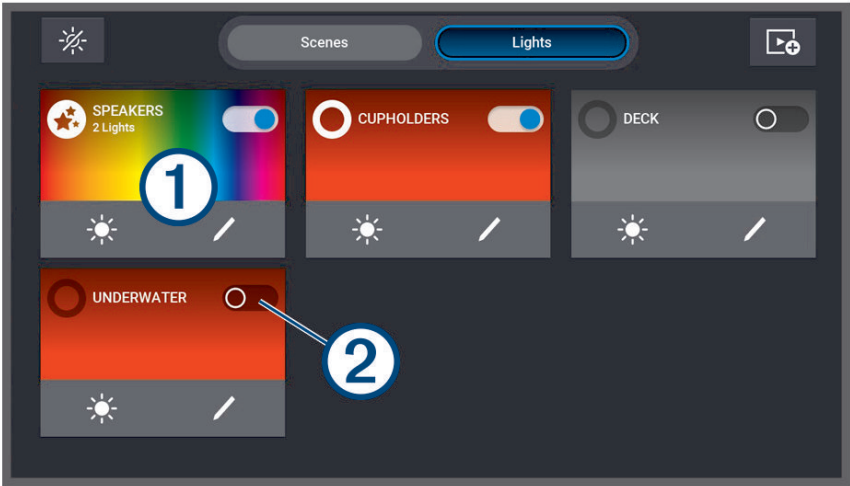 Scenes
Lights
SPEAKERS
2 Lights
CUPHOLDERS
DECK
1
UNDERWATER
2